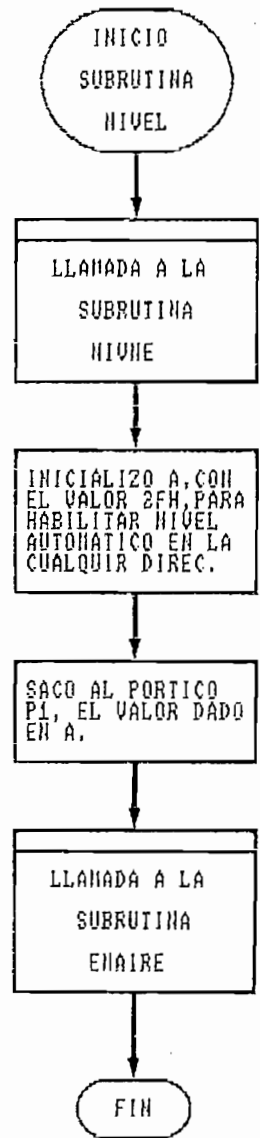 INICIO
SUBRUTINA
NIVEL
LLAMADA A LA
SUBRUTINA
NIVNE
INICIALIZO A,CON
EL VALOR 2FH,PARA
HABILITAR NIVEL
AUTOMATICO EN LA
CUALQUIR DIREC.
SACO AL PORTICO
P1, EL VALOR DADO
EN A.
LLAMADA A LA
SUBRUTINA
ENAIRE
FIN